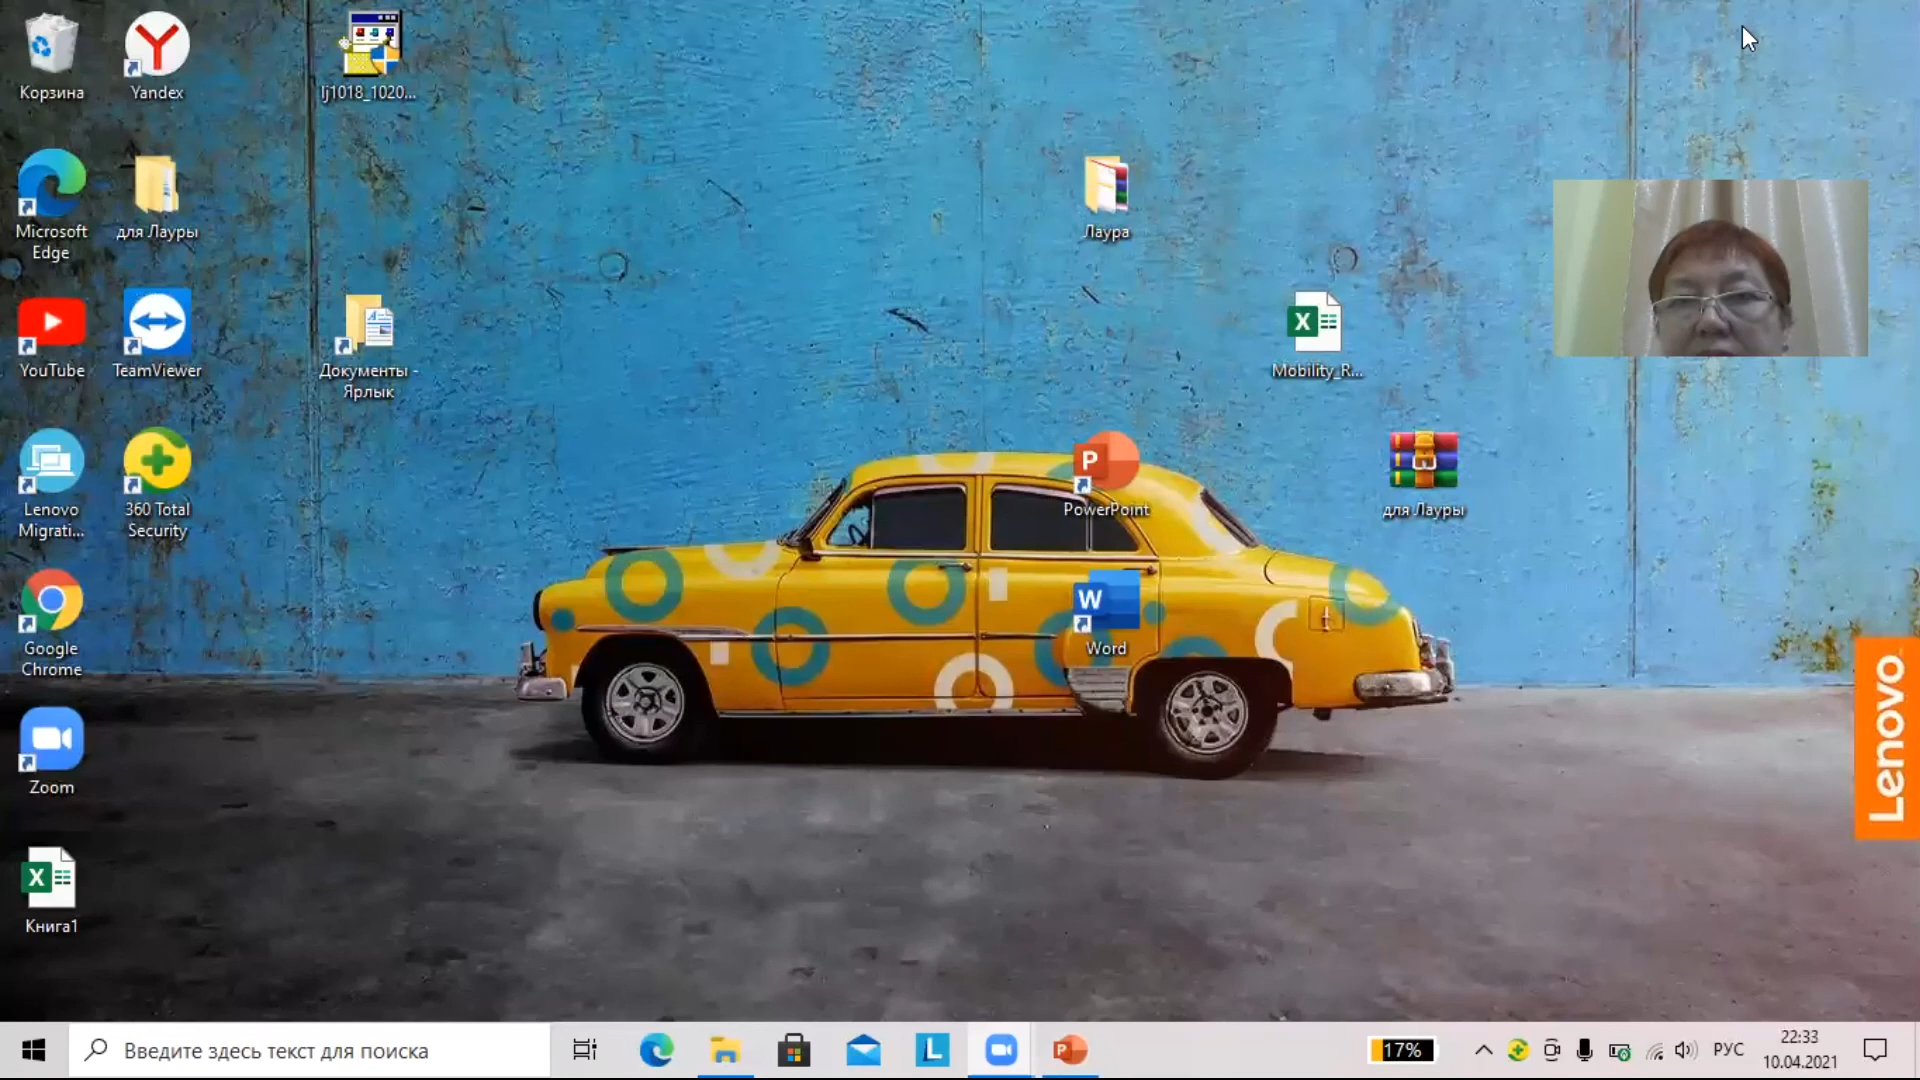 Корзина
Yandex
lj1018_1020...
Microsoft
Edge
для Лауры
Лаура
YouTube
TeamViewer
Документы -
Ярлык
X
Mobility_R...
Lenovo
Migrati...
360 Total
Security
P
PowerPoint
для Лауры
Google
Chrome
W
Word
Zoom
Lenovo
X
Книга1
Введите здесь текст для поиска
L
P
17%
РУС
22:33
10.04.2021